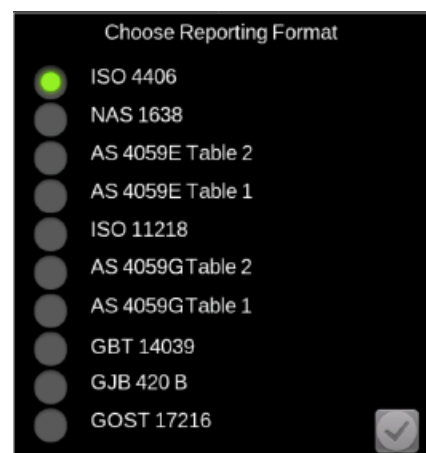 Choose Reporting Format
ISO 4406
NAS 1638
AS 4059E Table 2
AS 4059E Table 1
ISO 11218
AS 4059GTable 2
AS 4059GTable 1
GBT 14039
GJB 420 B
GOST 17216